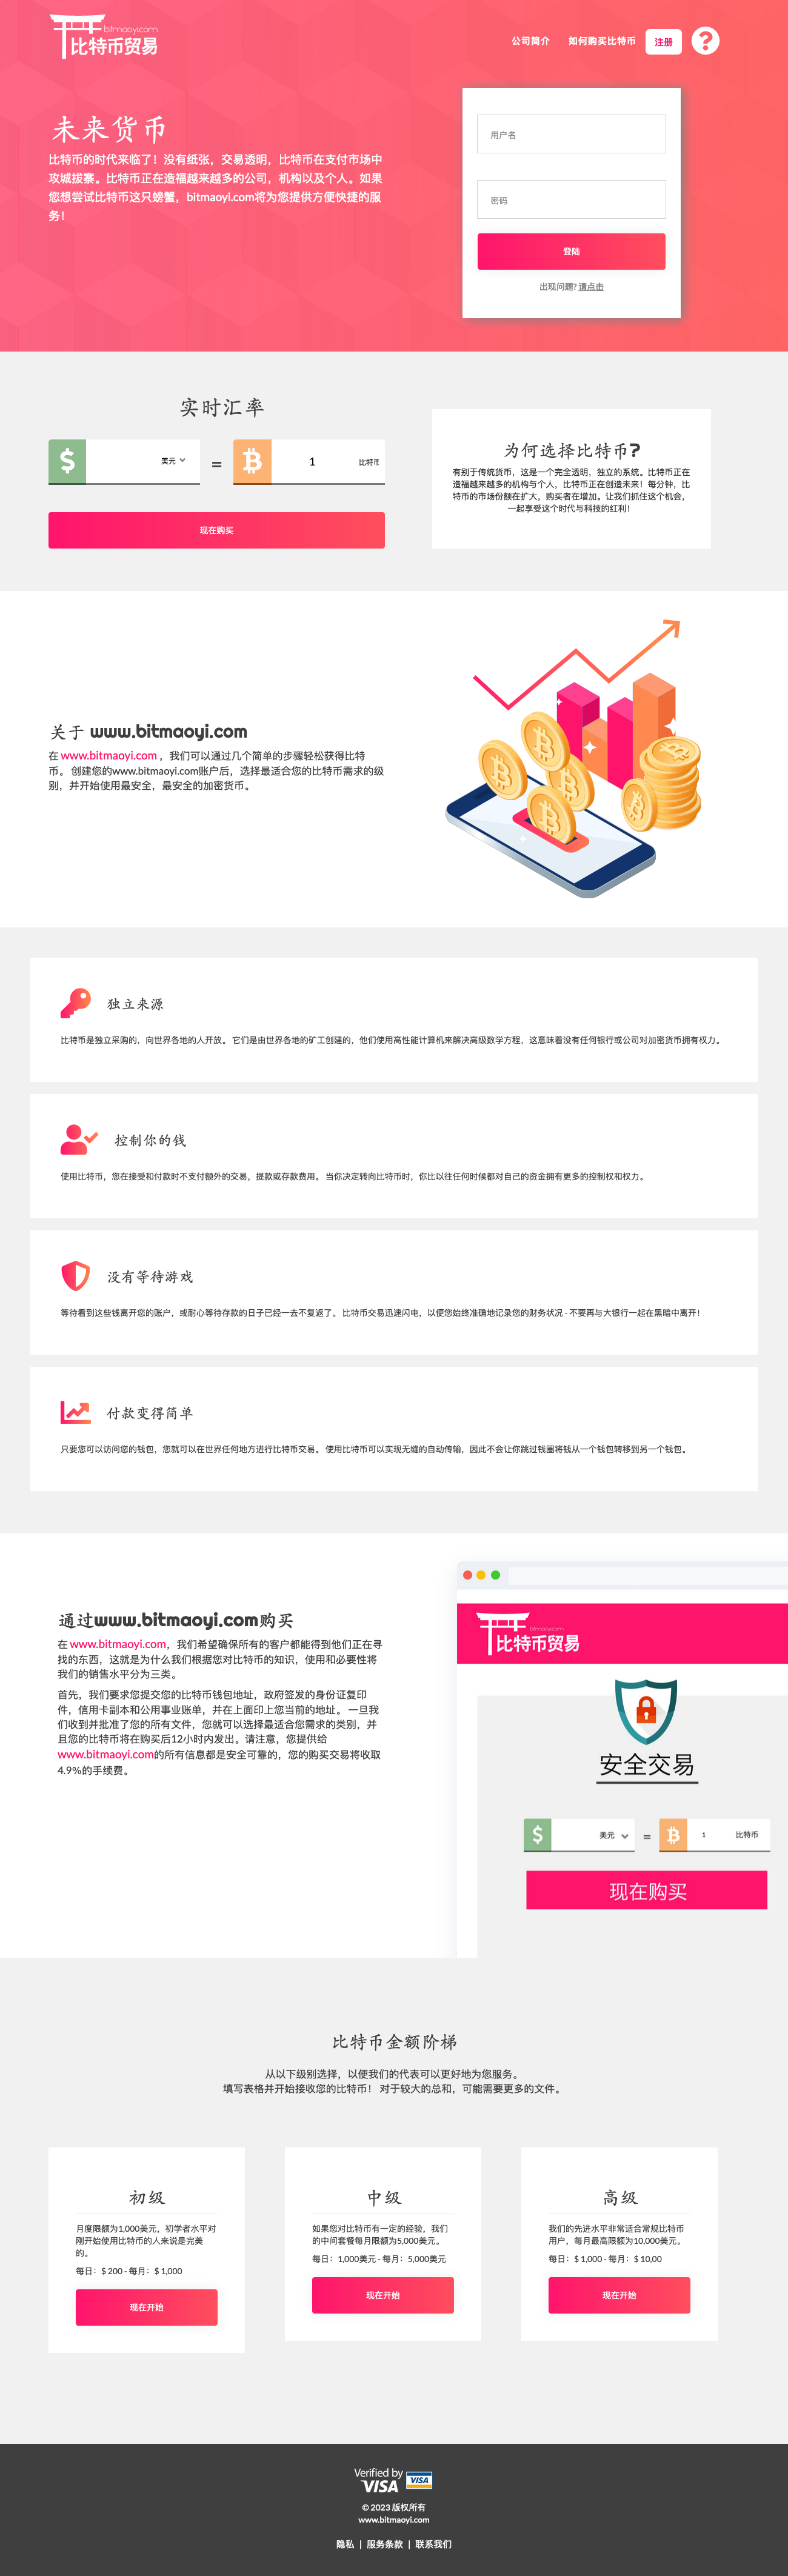 bitmaoyi.com
比特币贸易
公司简介
如何购买比特币
注册
?
未来货币
比特币的时代来临了！没有纸张，交易透明，比特币在支付市场中
攻城拔寨。比特币正在造福越来越多的公司，机构以及个人。如果
您想尝试比特币这只螃蟹，bitmaoyi.com将为您提供方便快捷的服
务！
用户名
密码
登陆
出现问题? 请点击
实时汇率
$ 美元 = 1 比特币
现在购买
为何选择比特币?
有别于传统货币，这是一个完全透明，独立的系统。比特币正在
造福越来越多的机构与个人，比特币正在创造未来！每分钟，比
特币的市场份额在扩大，购买者在增加。让我们抓住这个机会，
一起享受这个时代与科技的红利！
关于 www.bitmaoyi.com
在 www.bitmaoyi.com ，我们可以通过几个简单的步骤轻松获得比特
币。 创建您的www.bitmaoyi.com账户后，选择最适合您的比特币需求的级
别，并开始使用最安全，最安全的加密货币。
独立来源
比特币是独立采购的，向世界各地的人开放。 它们是由世界各地的矿工创建的，他们使用高性能计算机来解决高级数学方程，这意味着没有任何银行或公司对加密货币拥有权力。
控制你的钱
使用比特币，您在接受和付款时不支付额外的交易，提款或存款费用。 当你决定转向比特币时，你比以往任何时候都对自己的资金拥有更多的控制权和权力。
没有等待游戏
等待看到这些钱离开您的账户，或耐心等待存款的日子已经一去不复返了。 比特币交易迅速闪电，以便您始终准确地记录您的财务状况 - 不要再与大银行一起在黑暗中离开！
付款变得简单
只要您可以访问您的钱包，您就可以在世界任何地方进行比特币交易。 使用比特币可以实现无缝的自动传输，因此不会让你跳过钱圈将钱从一个钱包转移到另一个钱包。
通过www.bitmaoyi.com购买
在 www.bitmaoyi.com，我们希望确保所有的客户都能得到他们正在寻
找的东西，这就是为什么我们根据您对比特币的知识，使用和必要性将
我们的销售水平分为三类。
首先，我们要求您提交您的比特币钱包地址，政府签发的身份证复印
件，信用卡副本和公用事业账单，并在上面印上您当前的地址。 一旦我
们收到并批准了您的所有文件，您就可以选择最适合您需求的类别，并
且您的比特币将在购买后12小时内发出。请注意，您提供给
www.bitmaoyi.com的所有信息都是安全可靠的，您的购买交易将收取
4.9%的手续费。
bitmaoyi.com
比特币贸易
安全交易
$ 美元 = 1 比特币
现在购买
比特币金额阶梯
从以下级别选择，以便我们的代表可以更好地为您服务。
填写表格并开始接收您的比特币！ 对于较大的总和，可能需要更多的文件。
初级
月度限额为1,000美元，初学者水平对
刚开始使用比特币的人来说是完美
的。
每日：$ 200 - 每月：$ 1,000
现在开始
中级
如果您对比特币有一定的经验，我们
的中间套餐每月限额为5,000美元。
每日：1,000美元 - 每月：5,000美元
现在开始
高级
我们的先进水平非常适合常规比特币
用户，每月最高限额为10,000美元。
每日：$ 1,000 - 每月：$ 10,00
现在开始
Verified by
VISA VISA
© 2023 版权所有
www.bitmaoyi.com
隐私 | 服务条款 | 联系我们